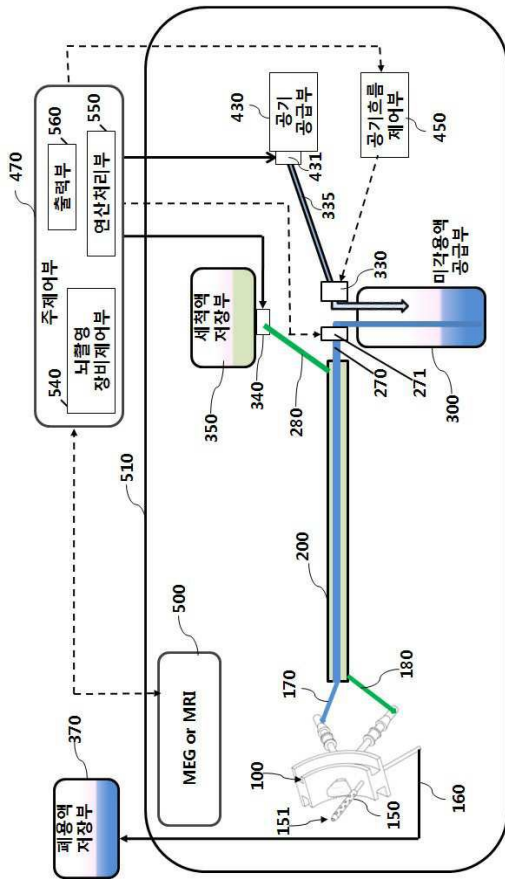 470
주제어부
560
출력부
550
연산처리부
540
뇌촬영
장비제어부
510
370
폐용액
저장부
500
MEG or MRI
350
세척액
저장부
340
280
430
공기
공급부
431
335
공기흐름
제어부
450
330
미각용액
공급부
300
270
271
200
170
180
100
151
150
160